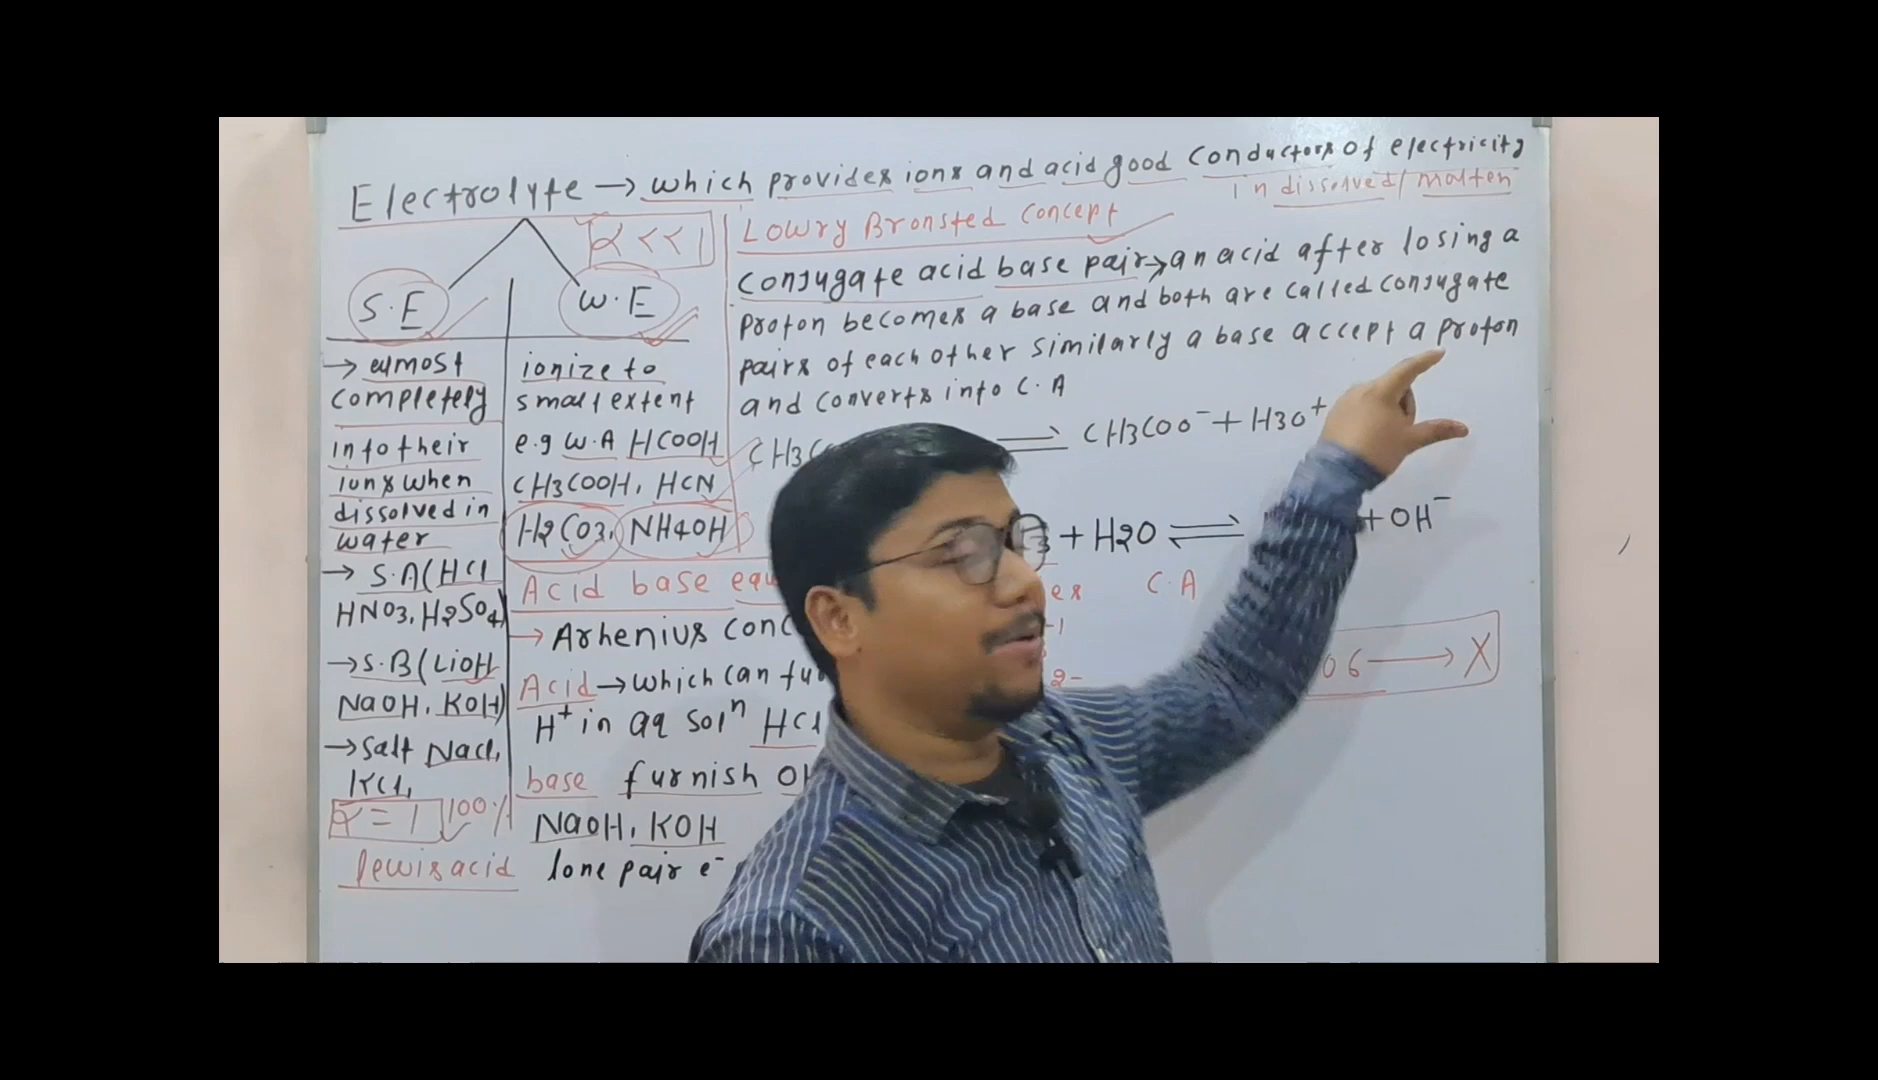 Electrolyte → which provides ions and acid good conductors of electricity
in dissolved/molten
α << 1
S.E
W.E
→ almost
completely
into their
ions when
dissolved in
water
→ S.A(HCl
HNO3, H2SO4)
→ S.B(LiOH
NaOH, KOH)
→ Salt NaCl,
KCl,
α = 1 100%
lewis acid lone pair e-
ionize to
small extent
e.g W.A HCOOH
CH3COOH, HCN
H2CO3, NH4OH
Acid base
→ Arhenius
Acid → which can
H+ in aq soln HCl
base furnish
NaOH, KOH
Lowry Bronsted concept
conjugate acid base pair → an acid after losing a
proton becomes a base and both are called conjugate
pairs of each other similarly a base accept a proton
and converts into C.A
⇌ CH3COO- + H3O+
+ H2O ⇌ + OH-
C.A
O6 → X